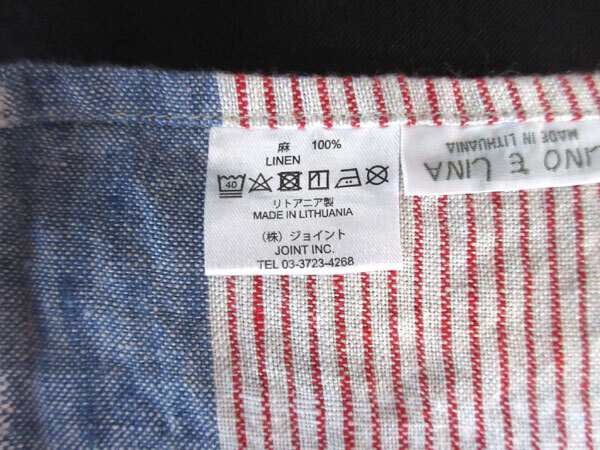 麻 100%
LINEN
40
リトアニア製
MADE IN LITHUANIA
(株)ジョイント
JOINT INC.
TEL 03-3723-4268
LINO E LINA
MADE IN LITHUANIA